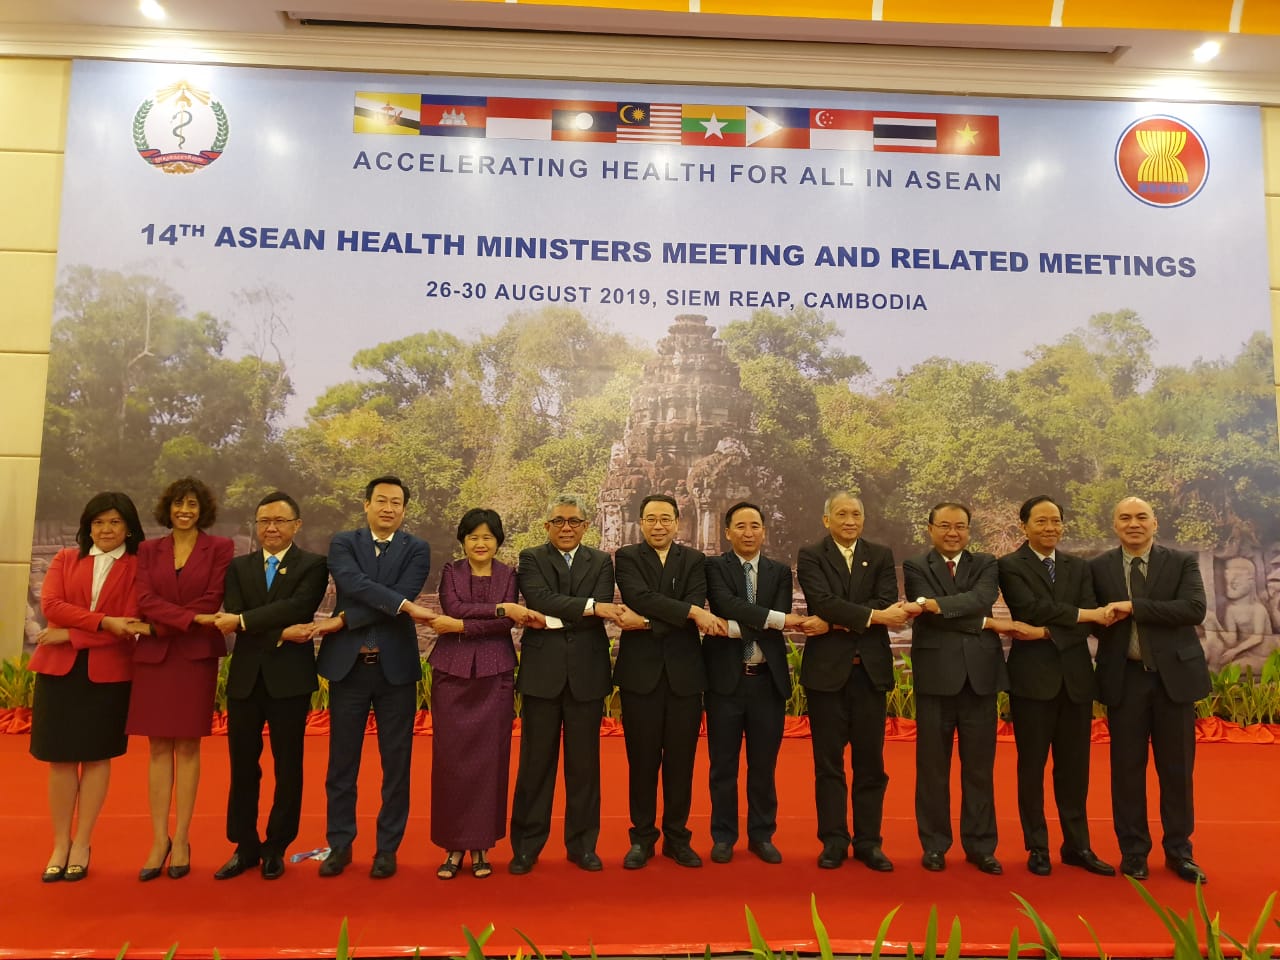 ACCELERATING HEALTH FOR ALL IN ASEAN
14TH ASEAN HEALTH MINISTERS MEETING AND RELATED MEETINGS
26-30 AUGUST 2019, SIEM REAP, CAMBODIA